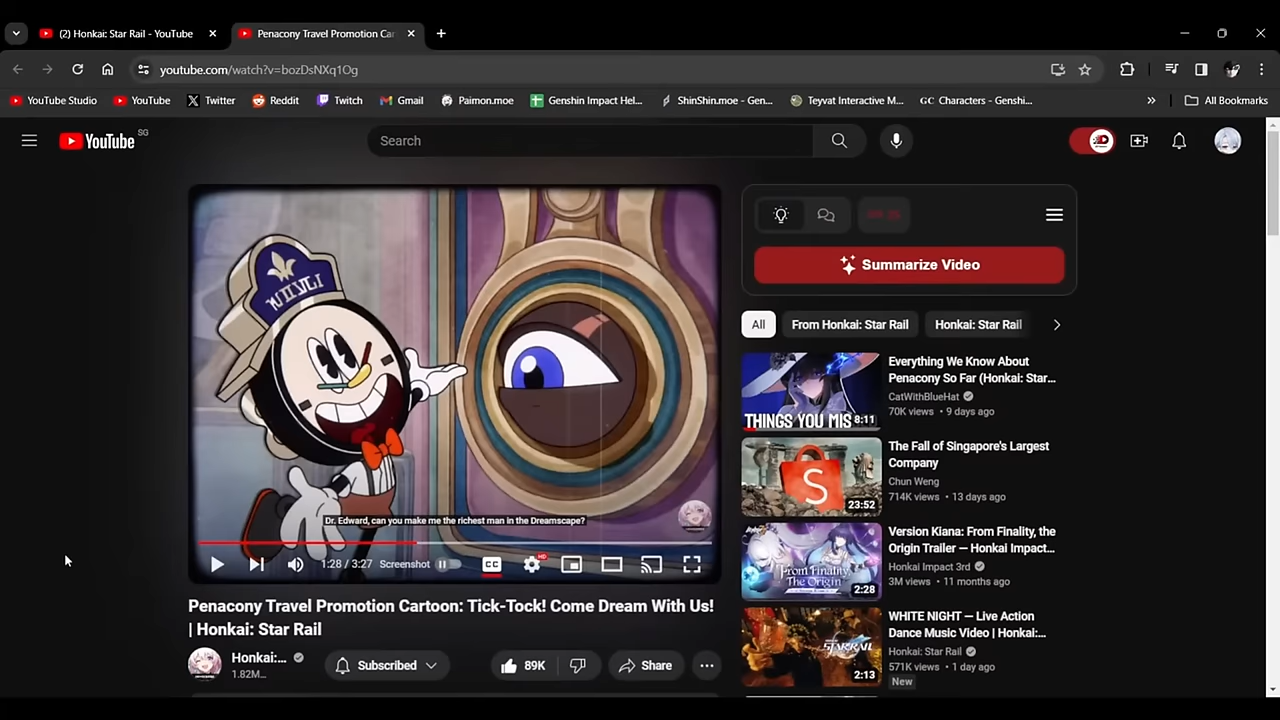 (2) Honkai: Star Rail - YouTube
Penacony Travel Promotion Car
youtube.com/watch?v=bozDsNXq1Og
YouTube Studio
YouTube
Twitter
Reddit
Twitch
Gmail
Paimon.moe
Genshin Impact Hel...
ShinShin.moe - Gen...
Teyvat Interactive M...
GC Characters - Genshi...
All Bookmarks
YouTube SG
Search
Summarize Video
All
From Honkai: Star Rail
Honkai: Star Rail
Dr. Edward, can you make me the richest man in the Dreamscape?
1:28 / 3:27
Screenshot
CC
HD
Penacony Travel Promotion Cartoon: Tick-Tock! Come Dream With Us!
| Honkai: Star Rail
Honkai:...
1.82M...
Subscribed
89K
Share
THINGS YOU MIS
8:11
Everything We Know About
Penacony So Far (Honkai: Star...
CatWithBlueHat
70K views • 9 days ago
S
23:52
The Fall of Singapore's Largest
Company
Chun Weng
714K views • 13 days ago
From Finality,
The Origin
2:28
Version Kiana: From Finality, the
Origin Trailer — Honkai Impact...
Honkai Impact 3rd
3M views • 11 months ago
STARRAIL
2:13
WHITE NIGHT — Live Action
Dance Music Video | Honkai:...
Honkai: Star Rail
571K views • 1 day ago
New